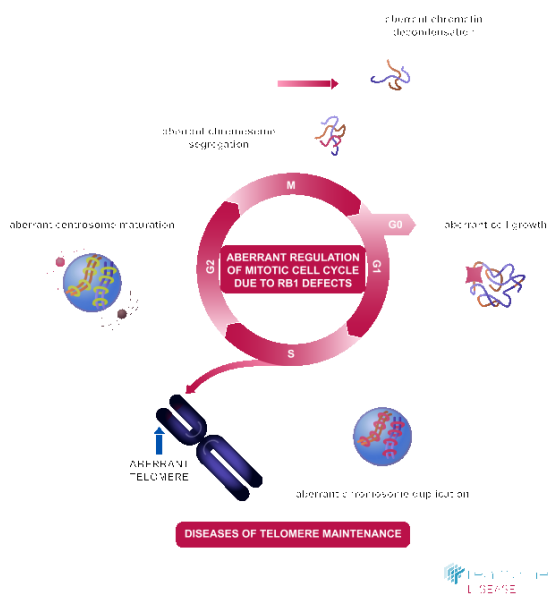 aberrant chromatin
decondensation
aberrant chromosome
segregation
M
aberrant centrosome maturation
G0
aberrant cell growth
G2
ABERRANT REGULATION
OF MITOTIC CELL CYCLE
DUE TO RB1 DEFECTS
G1
S
ABERRANT
TELOMERE
aberrant chromosome duplication
DISEASES OF TELOMERE MAINTENANCE
DISEASE